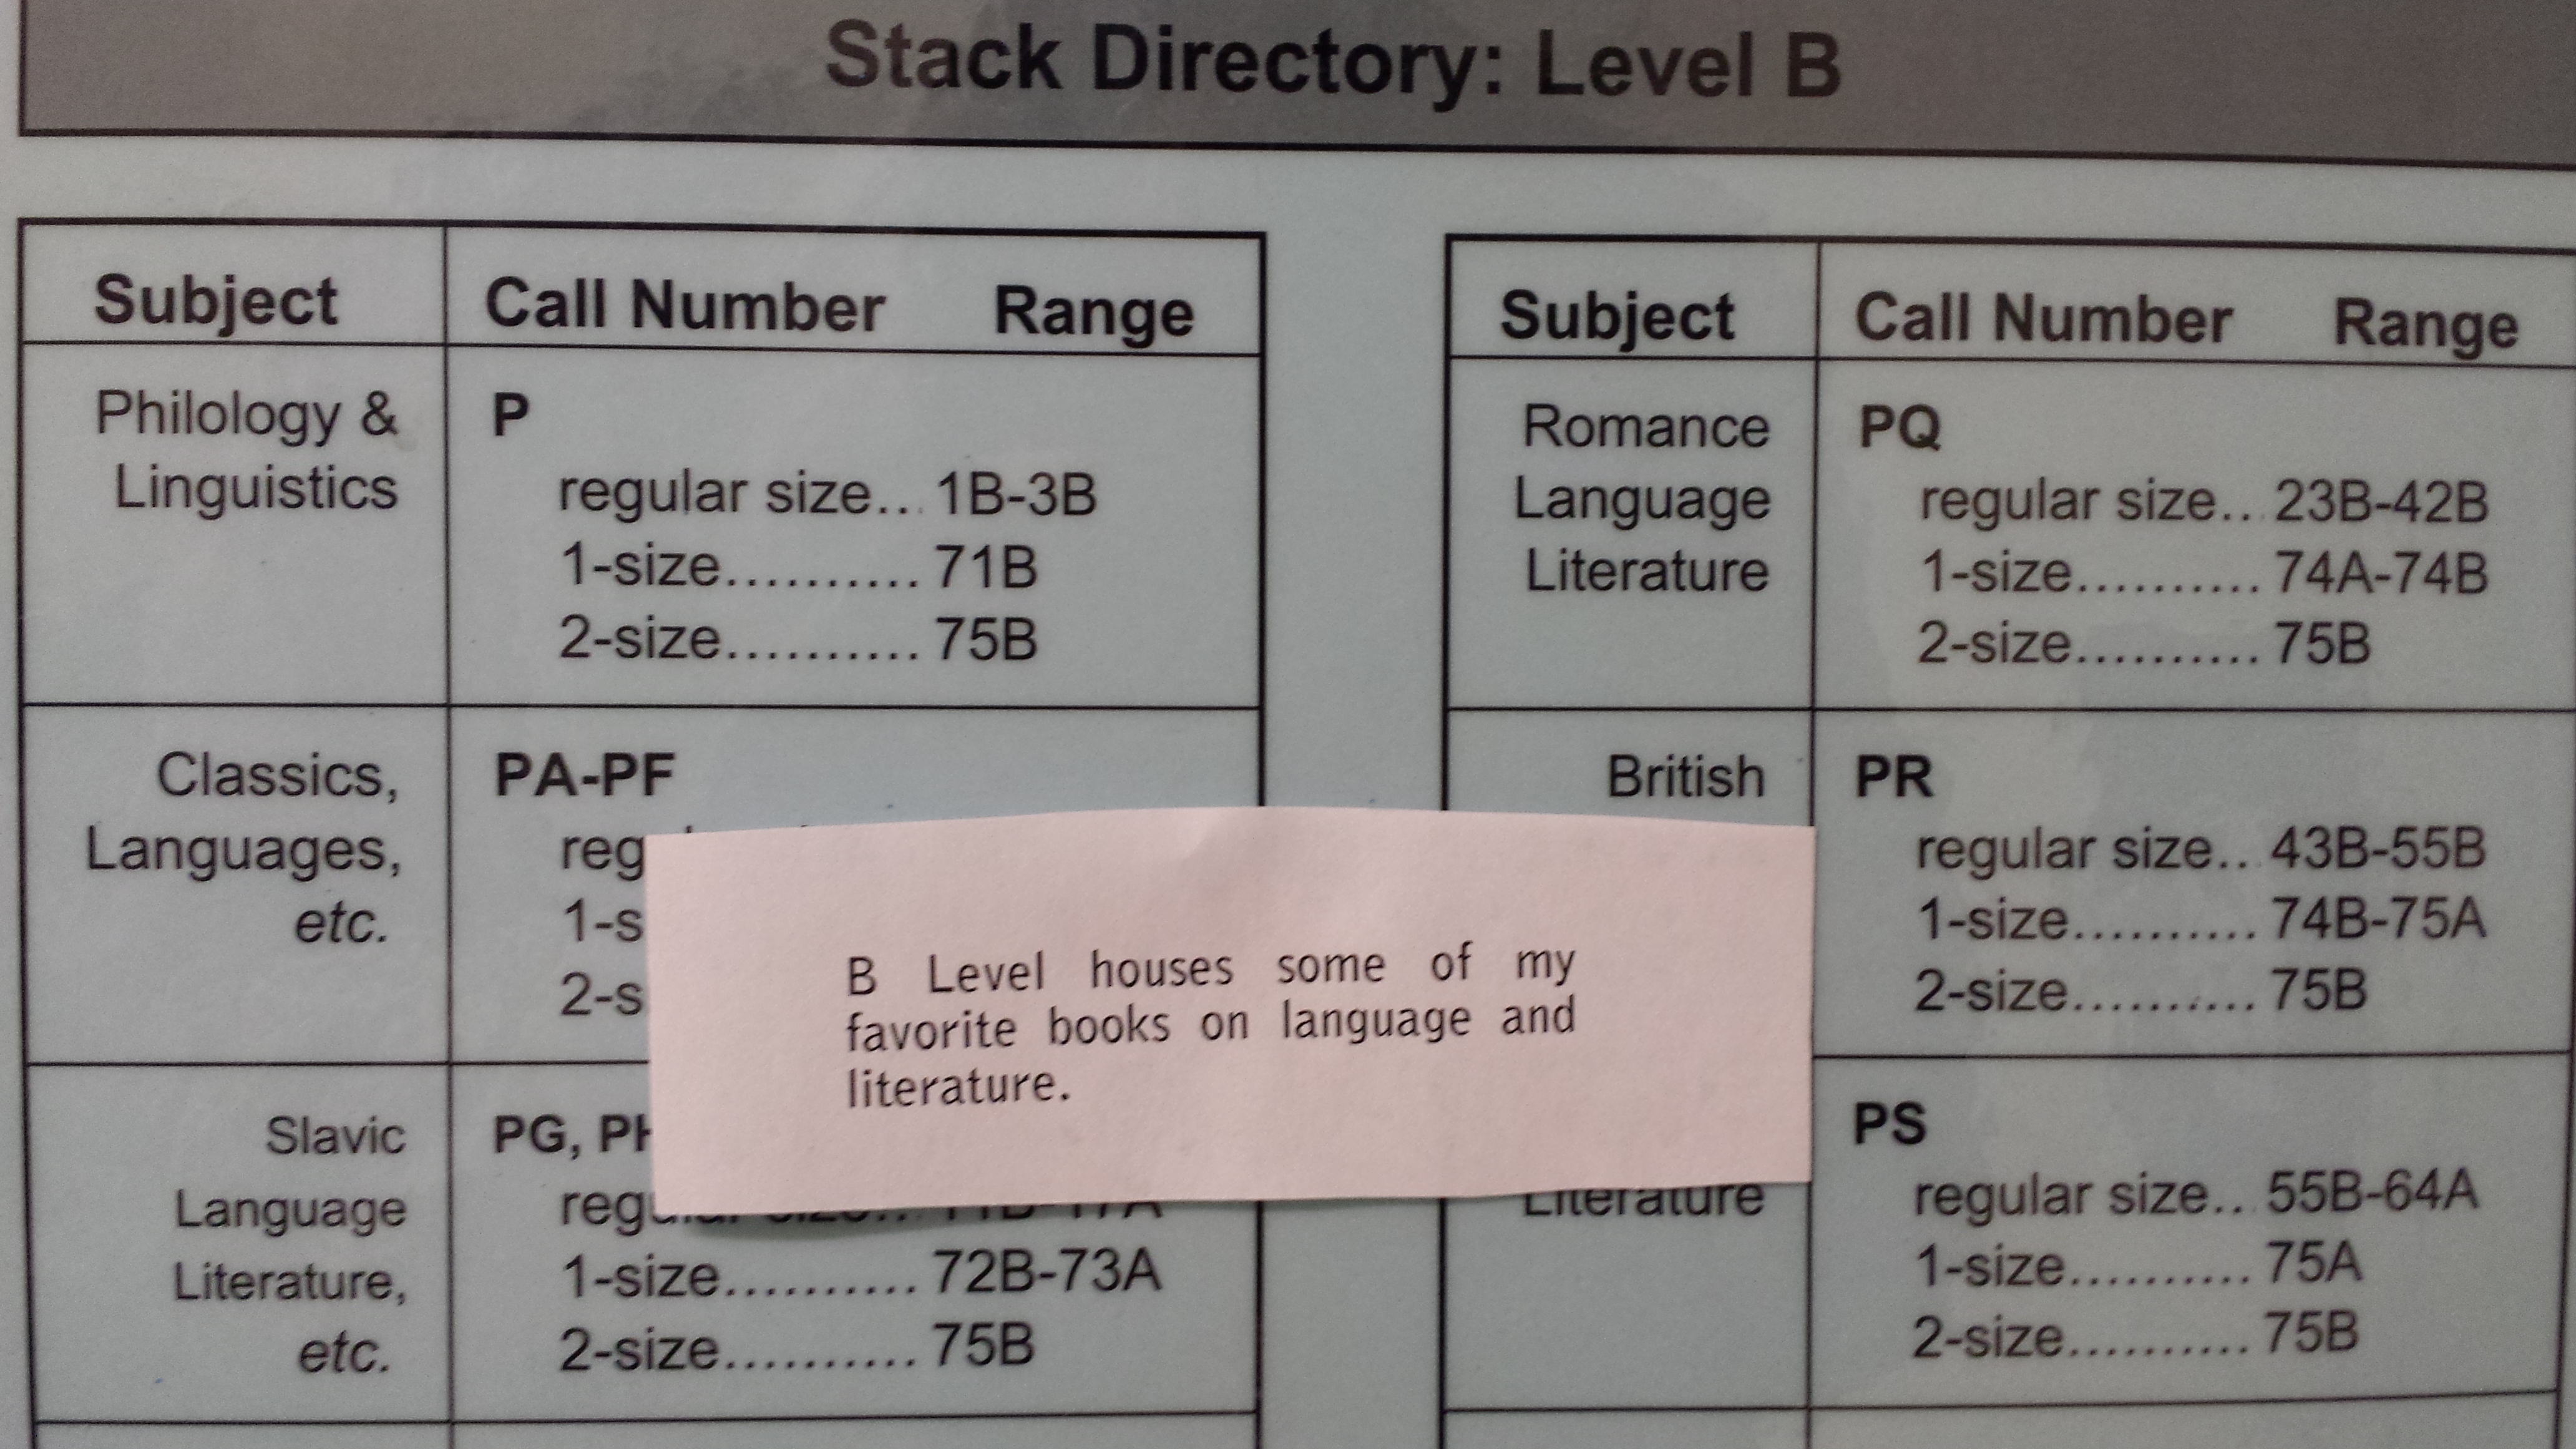 Stack Directory: Level B
Subject Call Number Range
Philology & P
Linguistics regular size... 1B-3B
1-size.......... 71B
2-size.......... 75B
Classics, PA-PF
Languages,
etc.
Slavic PG,
Language
Literature, 1-size.......... 72B-73A
etc. 2-size.......... 75B
Subject Call Number Range
Romance PQ
Language regular size... 23B-42B
Literature 1-size.......... 74A-74B
2-size.......... 75B
British PR
regular size... 43B-55B
1-size.......... 74B-75A
2-size.......... 75B
PS
Literature regular size... 55B-64A
1-size.......... 75A
2-size.......... 75B
B Level houses some of my
favorite books on language and
literature.